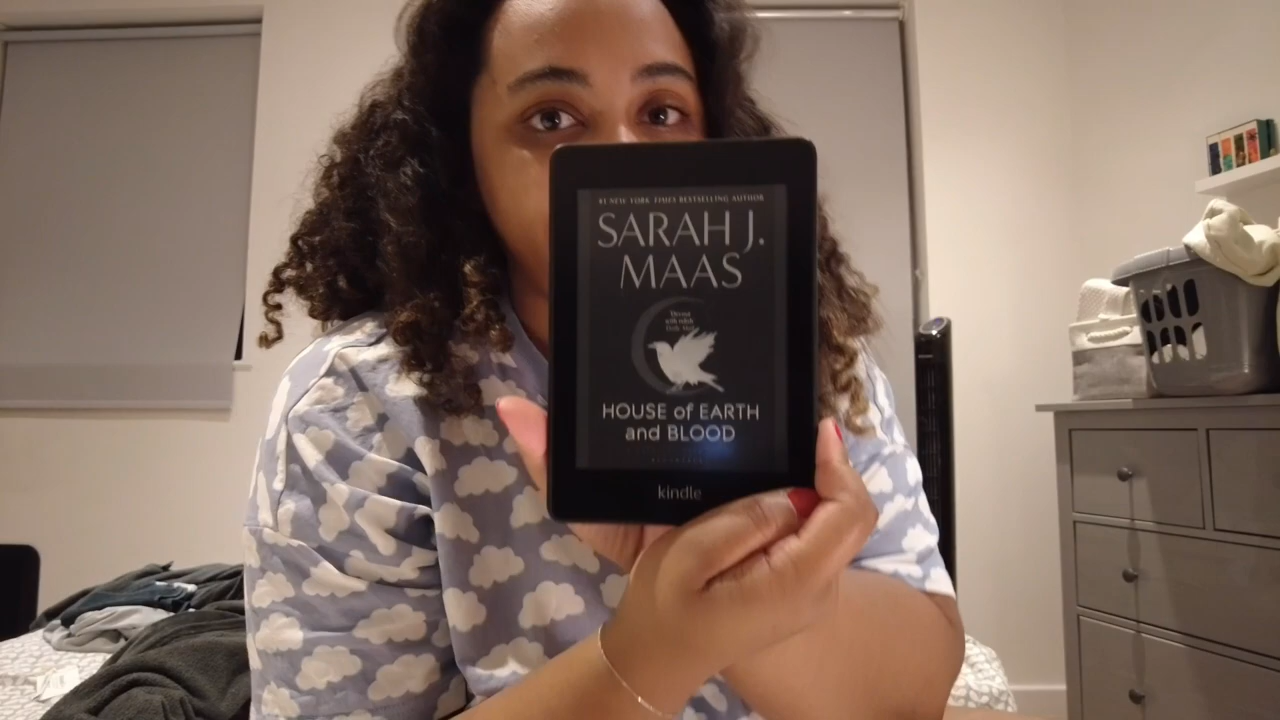 #1 NEW YORK TIMES BESTSELLING AUTHOR
SARAH J.
MAAS
HOUSE of EARTH
and BLOOD
kindle